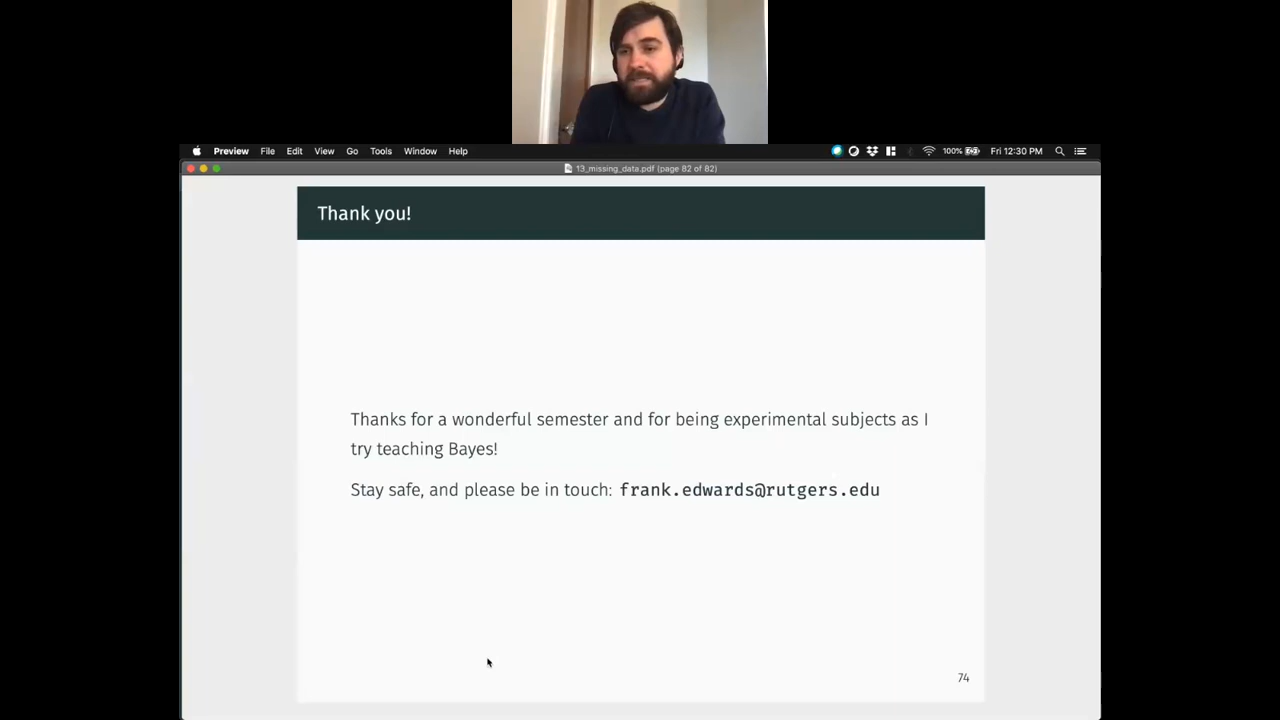 Preview File Edit View Go Tools Window Help 100% Fri 12:30 PM
13_missing_data.pdf (page 82 of 82)
Thank you!
Thanks for a wonderful semester and for being experimental subjects as I
try teaching Bayes!
Stay safe, and please be in touch: frank.edwards@rutgers.edu
74